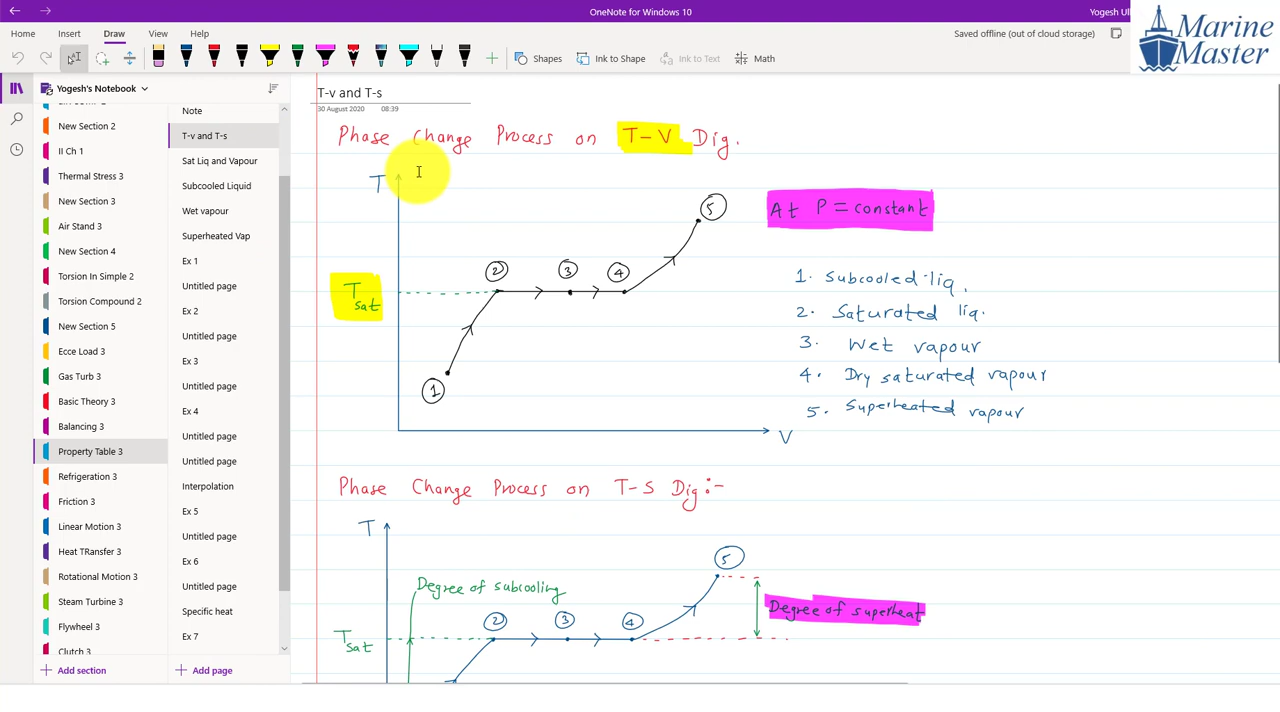 OneNote for Windows 10
Yogesh Ull
Marine
Master
Home
Insert
Draw
View
Help
Saved offline (out of cloud storage)
Shapes
Ink to Shape
Ink to Text
Math
Yogesh's Notebook
New Section 2
II Ch 1
Thermal Stress 3
New Section 3
Air Stand 3
New Section 4
Torsion In Simple 2
Torsion Compound 2
New Section 5
Ecce Load 3
Gas Turb 3
Basic Theory 3
Balancing 3
Property Table 3
Refrigeration 3
Friction 3
Linear Motion 3
Heat TRansfer 3
Rotational Motion 3
Steam Turbine 3
Flywheel 3
Clutch 3
Add section
Note
T-v and T-s
Sat Liq and Vapour
Subcooled Liquid
Wet vapour
Superheated Vap
Ex 1
Untitled page
Ex 2
Untitled page
Ex 3
Untitled page
Ex 4
Untitled page
Untitled page
Interpolation
Ex 5
Untitled page
Ex 6
Untitled page
Specific heat
Ex 7
Add page
T-v and T-s
30 August 2020 08:39
Phase Change Process on T-V Dig.
T
5
At P = constant
2 3 4
Tsat
1
V
1. Subcooled liq.
2. Saturated liq.
3. Wet vapour
4. Dry saturated vapour
5. Superheated vapour
Phase Change Process on T-S Dig:-
T
5
Degree of subcooling
Degree of superheat
2 3 4
Tsat